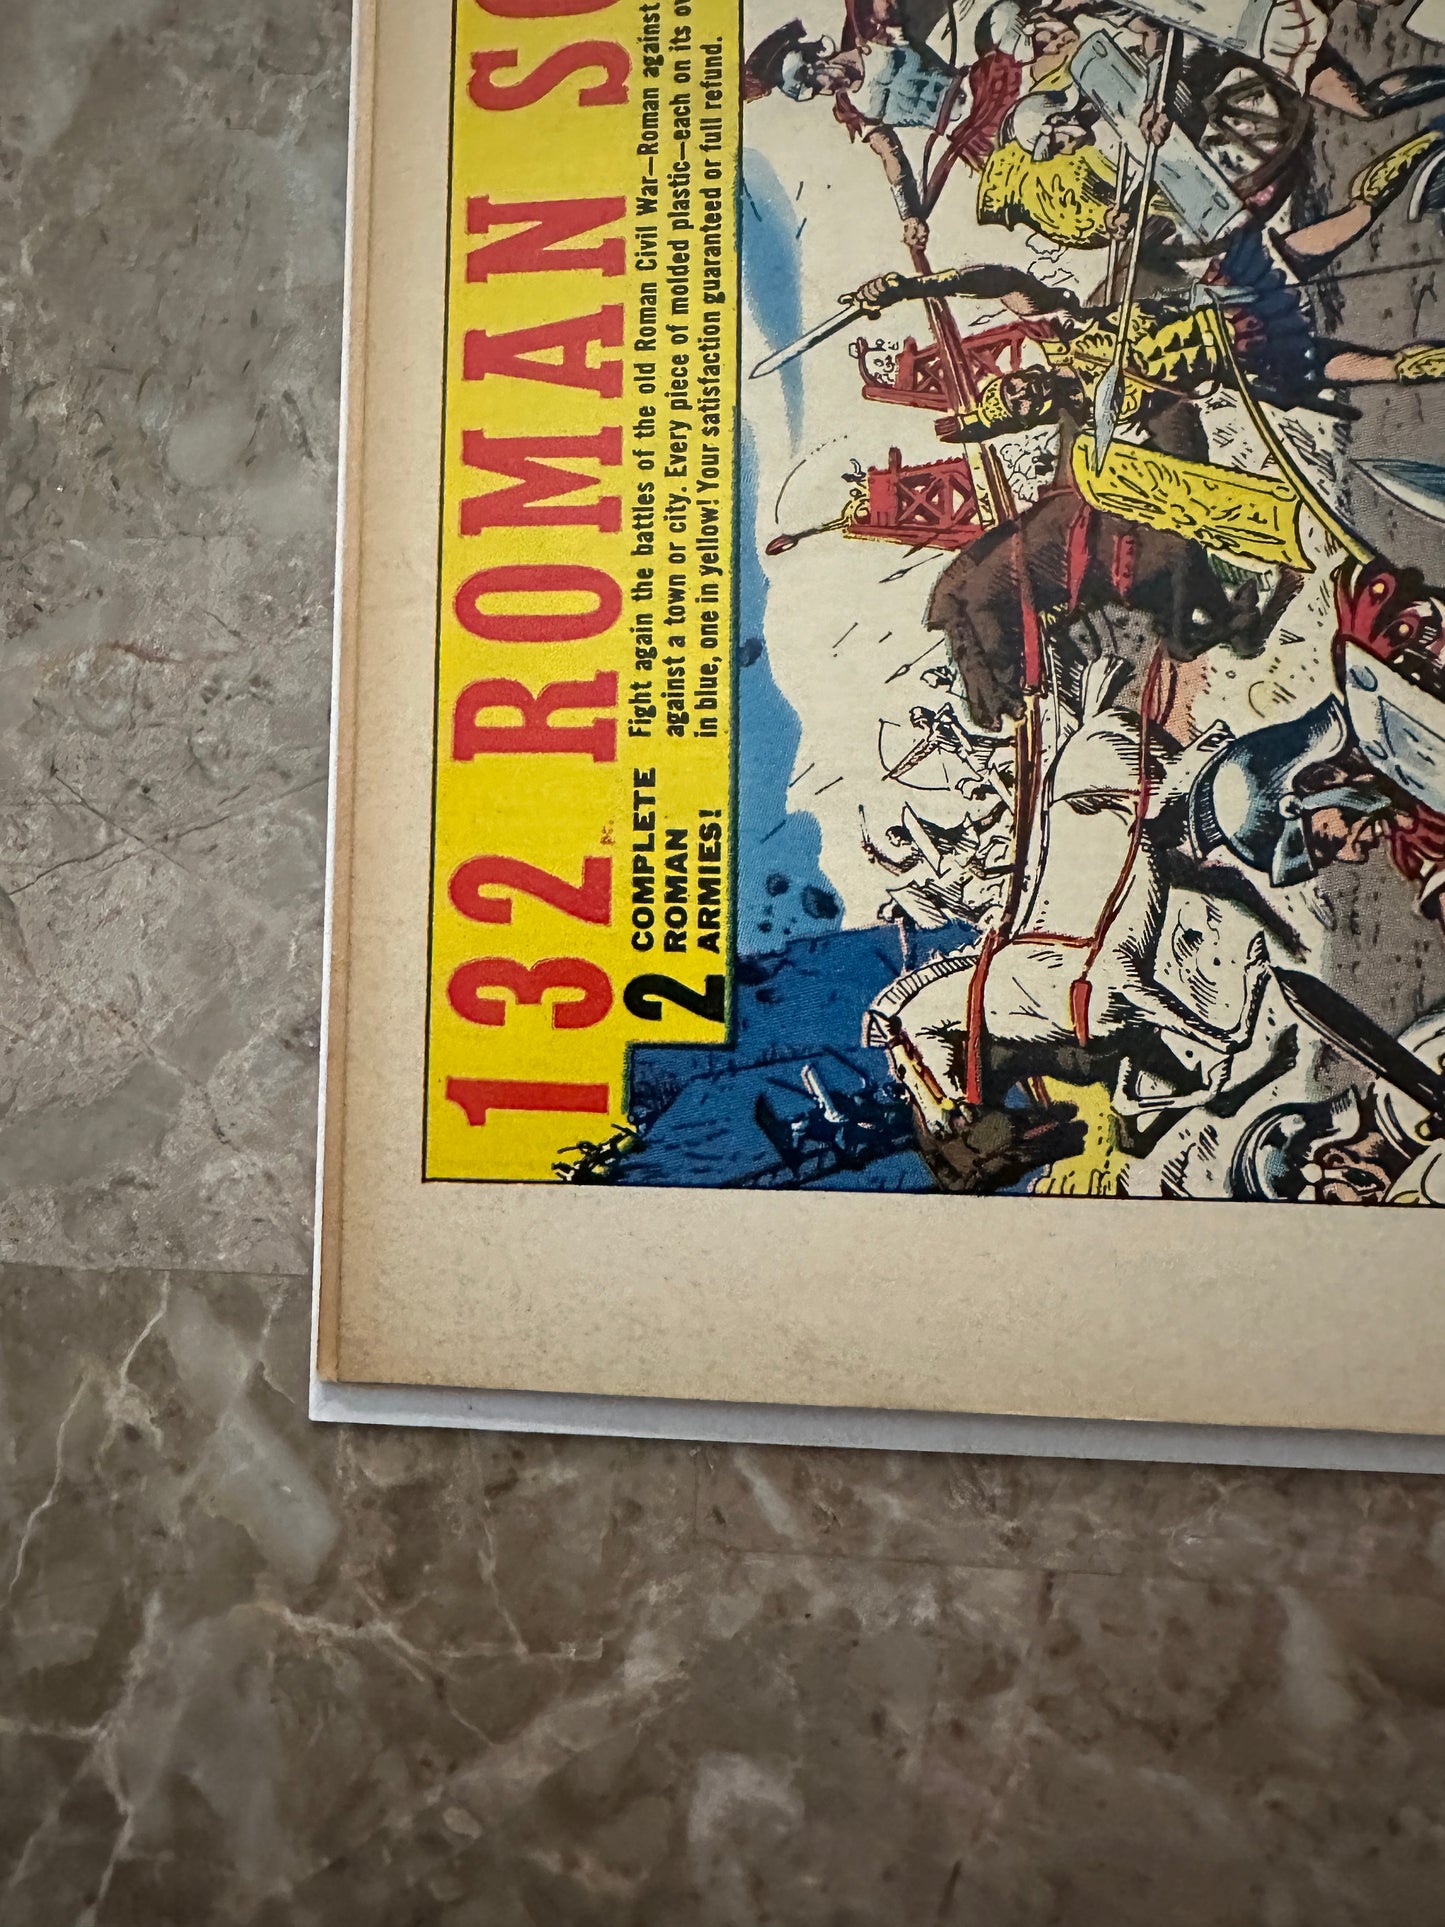 132 ROMAN SO
2 COMPLETE
ROMAN
ARMIES!
Fight again the battles of the old Roman Civil War—Roman against
against a town or city. Every piece of molded plastic—each on its
in blue, one in yellow! Your satisfaction guaranteed or full refund.